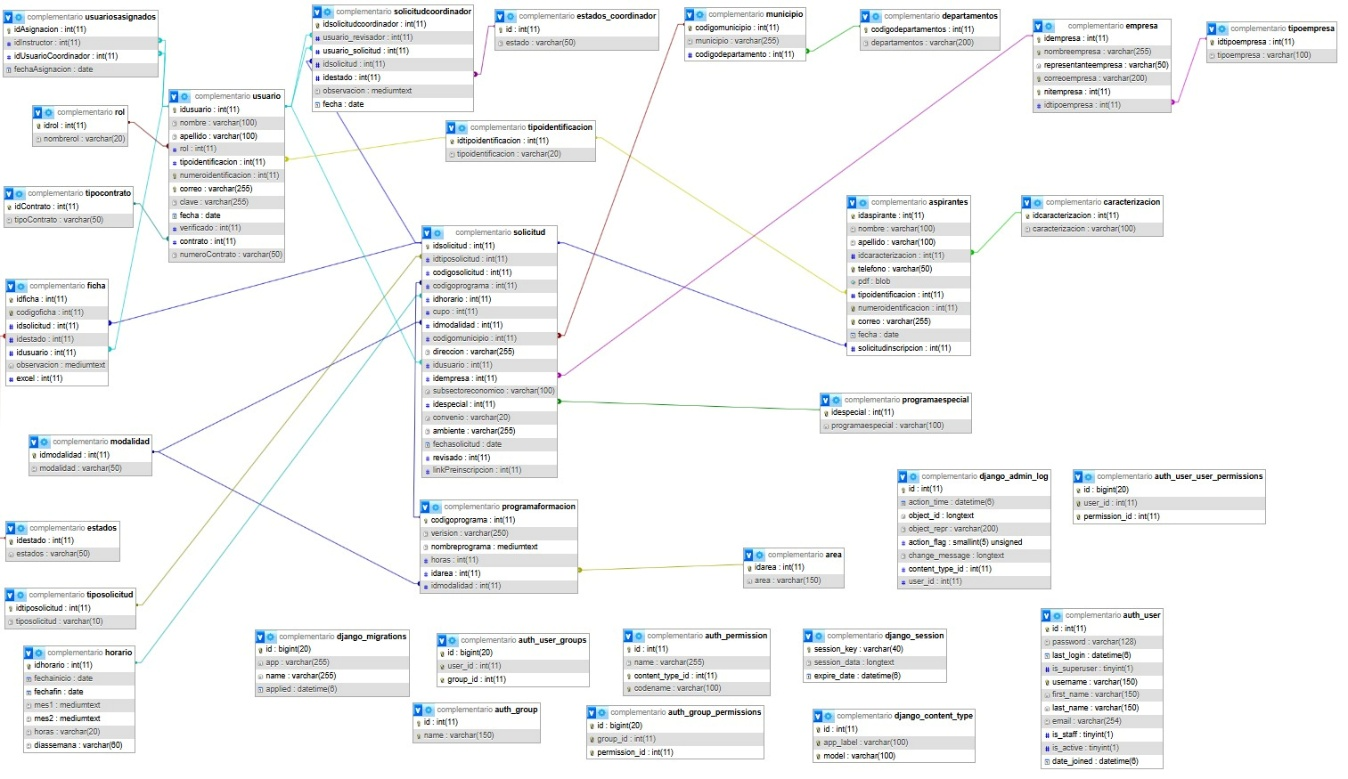 complementario usuariosasignados
idAsignacion : int(11)
idInstructor : int(11)
idUsuarioCoordinador : int(11)
fechaAsignacion : date
complementario solicitudcoordinador
idsolicitudcoordinador : int(11)
usuario_revisador : int(11)
usuario_solicitud : int(11)
idsolicitud : int(11)
idestado : int(11)
observacion : mediumtext
fecha : date
complementario estados_coordinador
id : int(11)
estado : varchar(50)
complementario municipio
codigomunicipio : int(11)
municipio : varchar(255)
codigodepartamento : int(11)
complementario departamentos
codigodepartamentos : int(11)
departamentos : varchar(200)
complementario empresa
idempresa : int(11)
nombreempresa : varchar(255)
representanteempresa : varchar(50)
correoempresa : varchar(200)
nitempresa : int(11)
idtipoempresa : int(11)
complementario tipoempresa
idtipoempresa : int(11)
tipoempresa : varchar(100)
complementario rol
idrol : int(11)
nombrerol : varchar(20)
complementario usuario
idusuario : int(11)
nombre : varchar(100)
apellido : varchar(100)
rol : int(11)
tipoidentificacion : int(11)
numeroidentificacion : int(11)
correo : varchar(255)
clave : varchar(255)
fecha : date
verificado : int(11)
contrato : int(11)
numeroContrato : varchar(50)
complementario tipoidentificacion
idtipoidentificacion : int(11)
tipoidentificacion : varchar(20)
complementario tipocontrato
idContrato : int(11)
tipoContrato : varchar(50)
complementario aspirantes
idaspirante : int(11)
nombre : varchar(100)
apellido : varchar(100)
idcaracterizacion : int(11)
telefono : varchar(50)
pdf : blob
tipoidentificacion : int(11)
numeroidentificacion : int(11)
correo : varchar(255)
fecha : date
solicitudinscripcion : int(11)
complementario caracterizacion
idcaracterizacion : int(11)
caracterizacion : varchar(100)
complementario solicitud
idsolicitud : int(11)
idtiposolicitud : int(11)
codigosolicitud : int(11)
codigoprograma : int(11)
idhorario : int(11)
cupo : int(11)
idmodalidad : int(11)
codigomunicipio : int(11)
direccion : varchar(255)
idusuario : int(11)
idempresa : int(11)
subsectoreconomico : varchar(100)
idespecial : int(11)
convenio : varchar(20)
ambiente : varchar(255)
fechasolicitud : date
revisado : int(11)
linkPreinscripcion : int(11)
complementario ficha
idficha : int(11)
codigoficha : int(11)
idsolicitud : int(11)
idestado : int(11)
idusuario : int(11)
observacion : mediumtext
excel : int(11)
complementario programaespecial
idespecial : int(11)
programaespecial : varchar(100)
complementario modalidad
idmodalidad : int(11)
modalidad : varchar(50)
complementario django_admin_log
id : int(11)
action_time : datetime(6)
object_id : longtext
object_repr : varchar(200)
action_flag : smallint(5) unsigned
change_message : longtext
content_type_id : int(11)
user_id : int(11)
complementario auth_user_user_permissions
id : bigint(20)
user_id : int(11)
permission_id : int(11)
complementario programaformacion
codigoprograma : int(11)
verision : varchar(250)
nombreprograma : mediumtext
horas : int(11)
idarea : int(11)
idmodalidad : int(11)
complementario estados
idestado : int(11)
estados : varchar(50)
complementario area
idarea : int(11)
area : varchar(150)
complementario tiposolicitud
idtiposolicitud : int(11)
tiposolicitud : varchar(10)
complementario horario
idhorario : int(11)
fechainicio : date
fechafin : date
mes1 : mediumtext
mes2 : mediumtext
horas : varchar(20)
diassemana : varchar(60)
complementario django_migrations
id : bigint(20)
app : varchar(255)
name : varchar(255)
applied : datetime(6)
complementario auth_user_groups
id : bigint(20)
user_id : int(11)
group_id : int(11)
complementario auth_permission
id : int(11)
name : varchar(255)
content_type_id : int(11)
codename : varchar(100)
complementario django_session
session_key : varchar(40)
session_data : longtext
expire_date : datetime(6)
complementario auth_user
id : int(11)
password : varchar(128)
last_login : datetime(6)
is_superuser : tinyint(1)
username : varchar(150)
first_name : varchar(150)
last_name : varchar(150)
email : varchar(254)
is_staff : tinyint(1)
is_active : tinyint(1)
date_joined : datetime(6)
complementario auth_group
id : int(11)
name : varchar(150)
complementario auth_group_permissions
id : bigint(20)
group_id : int(11)
permission_id : int(11)
complementario django_content_type
id : int(11)
app_label : varchar(100)
model : varchar(100)